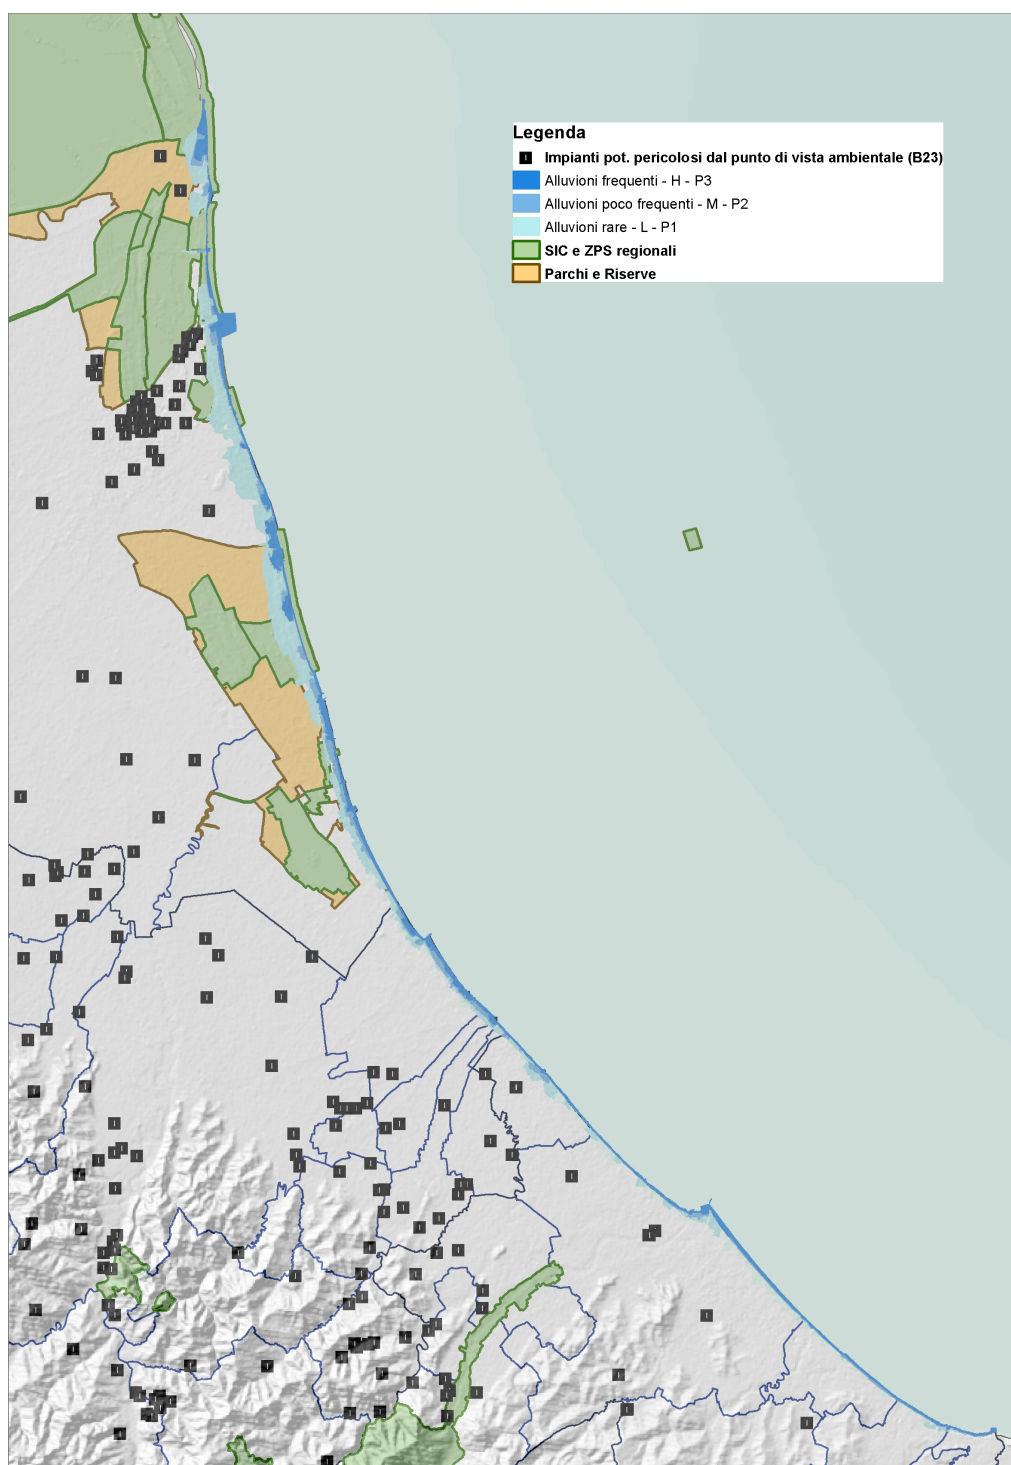 Legenda
Impianti pot. pericolosi dal punto di vista ambientale (B23)
Alluvioni frequenti - H - P3
Alluvioni poco frequenti - M - P2
Alluvioni rare - L - P1
SIC e ZPS regionali
Parchi e Riserve